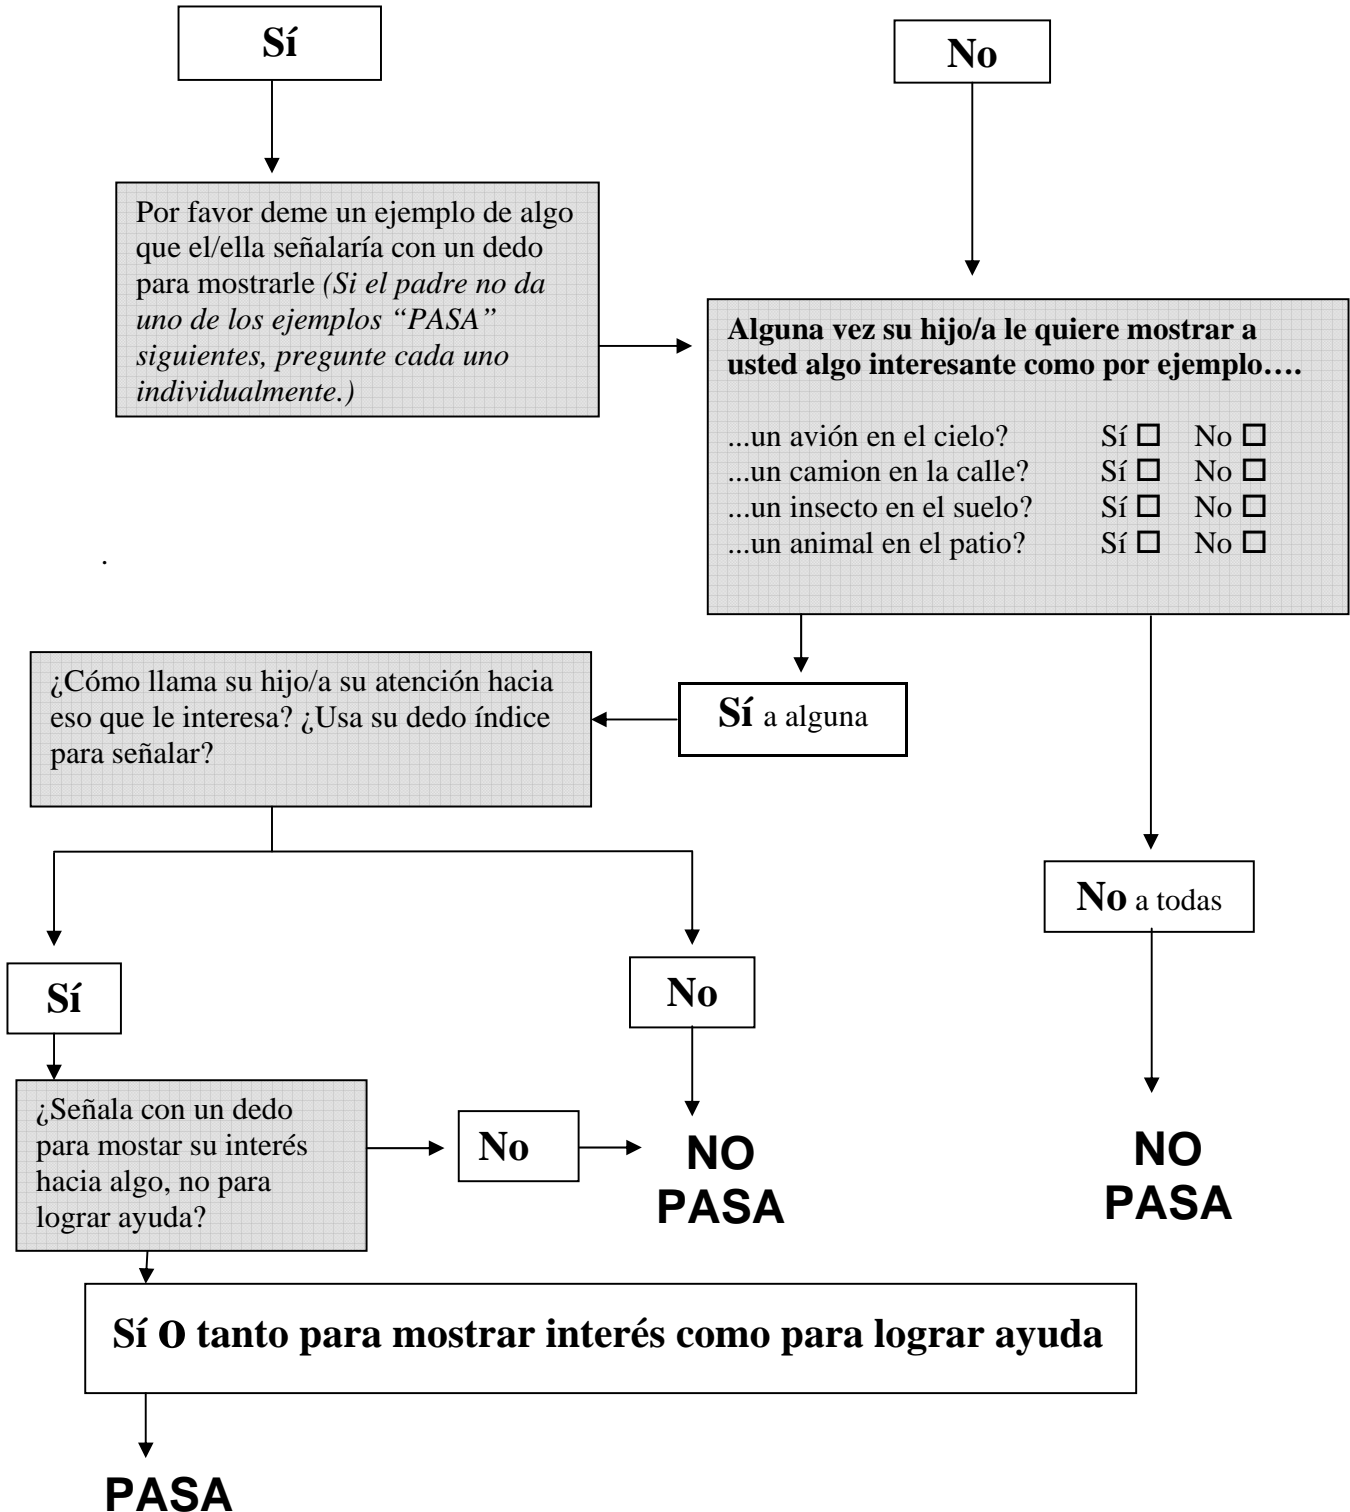 Sí
No
Por favor deme un ejemplo de algo
que el/ella señalaría con un dedo
para mostrarle (Si el padre no da
uno de los ejemplos “PASA”
siguientes, pregunte cada uno
individualmente.)
Alguna vez su hijo/a le quiere mostrar a
usted algo interesante como por ejemplo….
...un avión en el cielo? Sí ☐ No ☐
...un camion en la calle? Sí ☐ No ☐
...un insecto en el suelo? Sí ☐ No ☐
...un animal en el patio? Sí ☐ No ☐
.
¿Cómo llama su hijo/a su atención hacia
eso que le interesa? ¿Usa su dedo índice
para señalar?
Sí a alguna
No a todas
Sí
No
¿Señala con un dedo
para mostar su interés
hacia algo, no para
lograr ayuda?
No
NO
PASA
NO
PASA
Sí o tanto para mostrar interés como para lograr ayuda
PASA